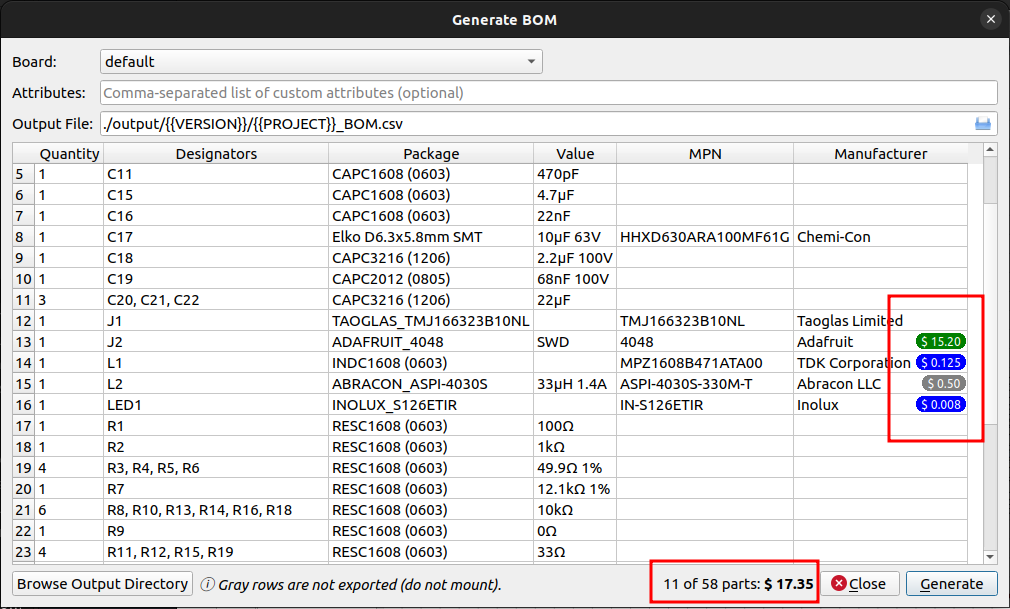 Generate BOM
Board: default
Attributes: Comma-separated list of custom attributes (optional)
Output File: ./output/{{VERSION}}/{{PROJECT}}_BOM.csv
Quantity Designators Package Value MPN Manufacturer
5 1 C11 CAPC1608 (0603) 470pF
6 1 C15 CAPC1608 (0603) 4.7µF
7 1 C16 CAPC1608 (0603) 22nF
8 1 C17 Elko D6.3x5.8mm SMT 10µF 63V HHXD630ARA100MF61G Chemi-Con
9 1 C18 CAPC3216 (1206) 2.2µF 100V
10 1 C19 CAPC2012 (0805) 68nF 100V
11 3 C20, C21, C22 CAPC3216 (1206) 22µF
12 1 J1 TAOGLAS_TMJ166323B10NL TMJ166323B10NL Taoglas Limited
13 1 J2 ADAFRUIT_4048 SWD 4048 Adafruit $ 15.20
14 1 L1 INDC1608 (0603) MPZ1608B471ATA00 TDK Corporation $ 0.125
15 1 L2 ABRACON_ASPI-4030S 33µH 1.4A ASPI-4030S-330M-T Abracon LLC $ 0.50
16 1 LED1 INOLUX_S126ETIR IN-S126ETIR Inolux $ 0.008
17 1 R1 RESC1608 (0603) 100Ω
18 1 R2 RESC1608 (0603) 1kΩ
19 4 R3, R4, R5, R6 RESC1608 (0603) 49.9Ω 1%
20 1 R7 RESC1608 (0603) 12.1kΩ 1%
21 6 R8, R10, R13, R14, R16, R18 RESC1608 (0603) 10kΩ
22 1 R9 RESC1608 (0603) 0Ω
23 4 R11, R12, R15, R19 RESC1608 (0603) 33Ω
Browse Output Directory Gray rows are not exported (do not mount). 11 of 58 parts: $ 17.35 Close Generate